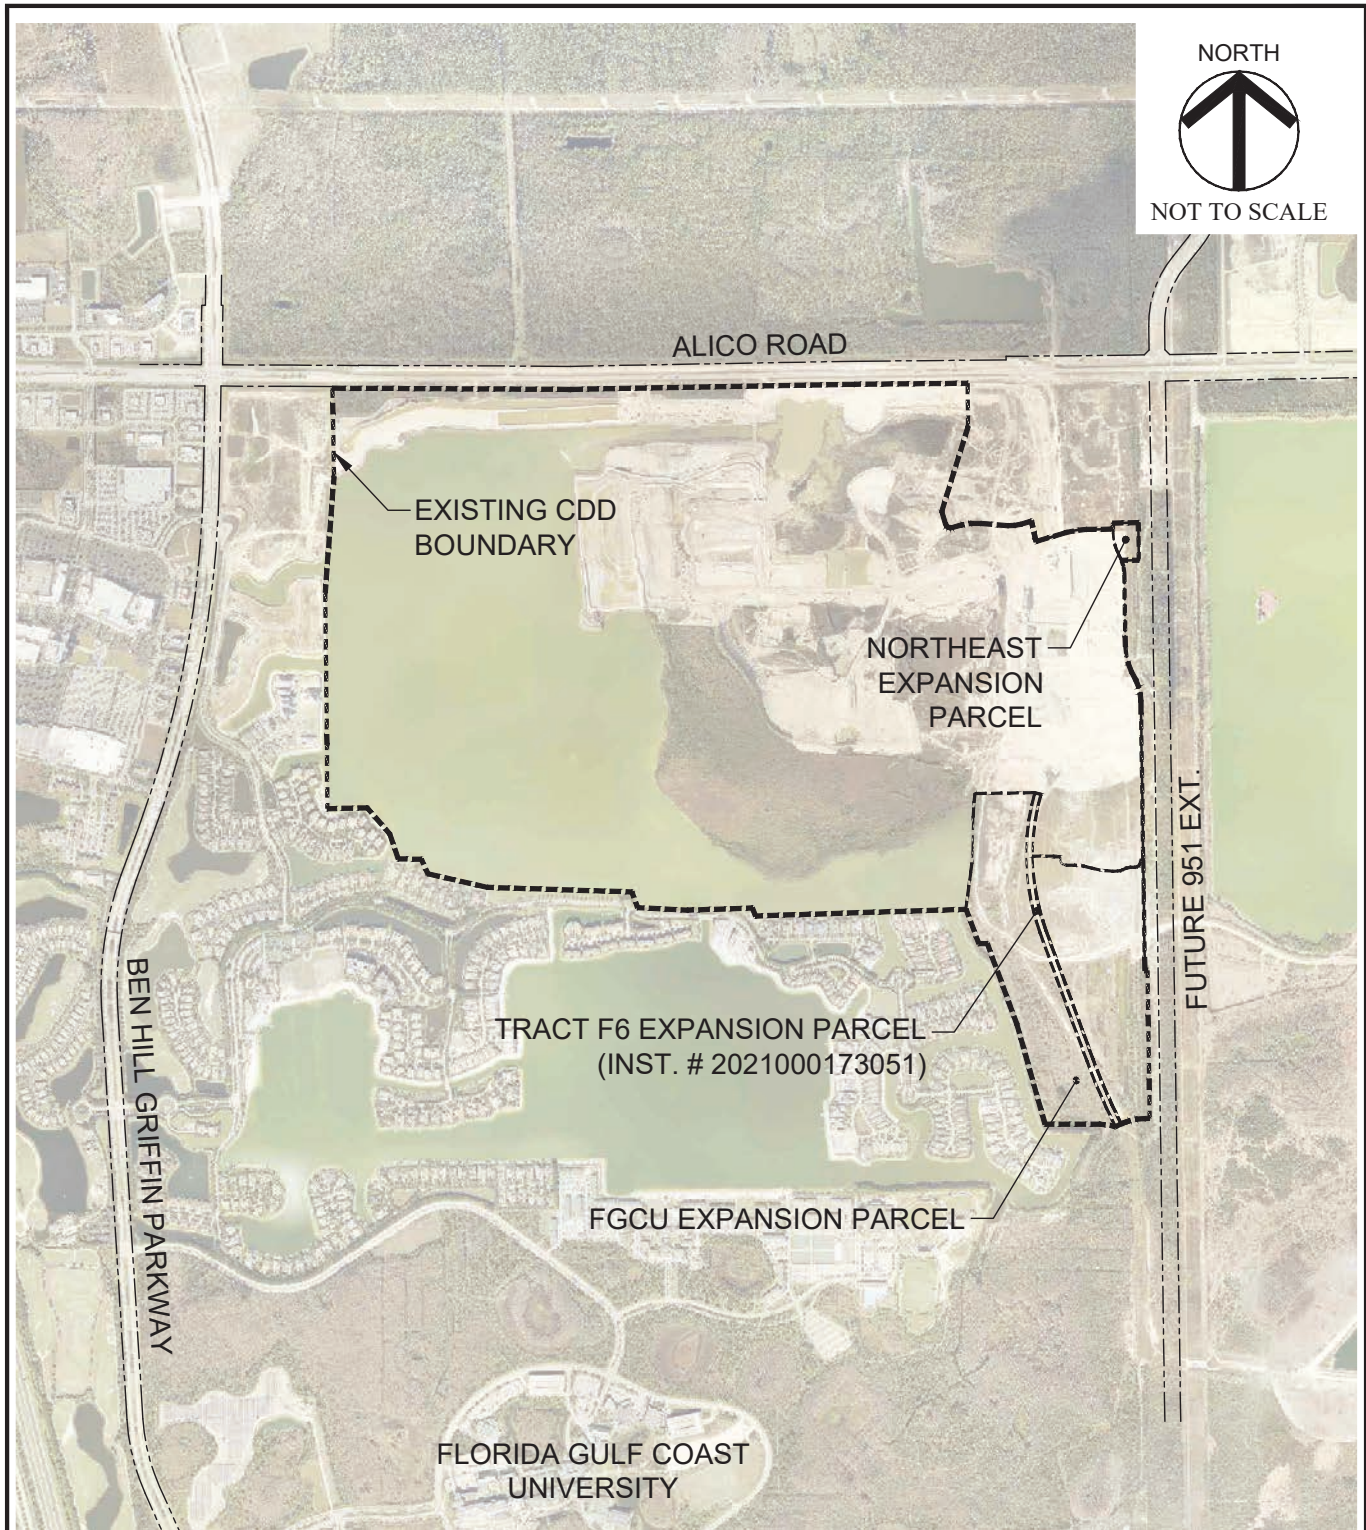 NORTH
NOT TO SCALE
ALICO ROAD
EXISTING CDD
BOUNDARY
NORTHEAST
EXPANSION
PARCEL
FUTURE 951 EXT.
BEN HILL GRIFFIN PARKWAY
TRACT F6 EXPANSION PARCEL
(INST. # 2021000173051)
FGCU EXPANSION PARCEL
FLORIDA GULF COAST
UNIVERSITY